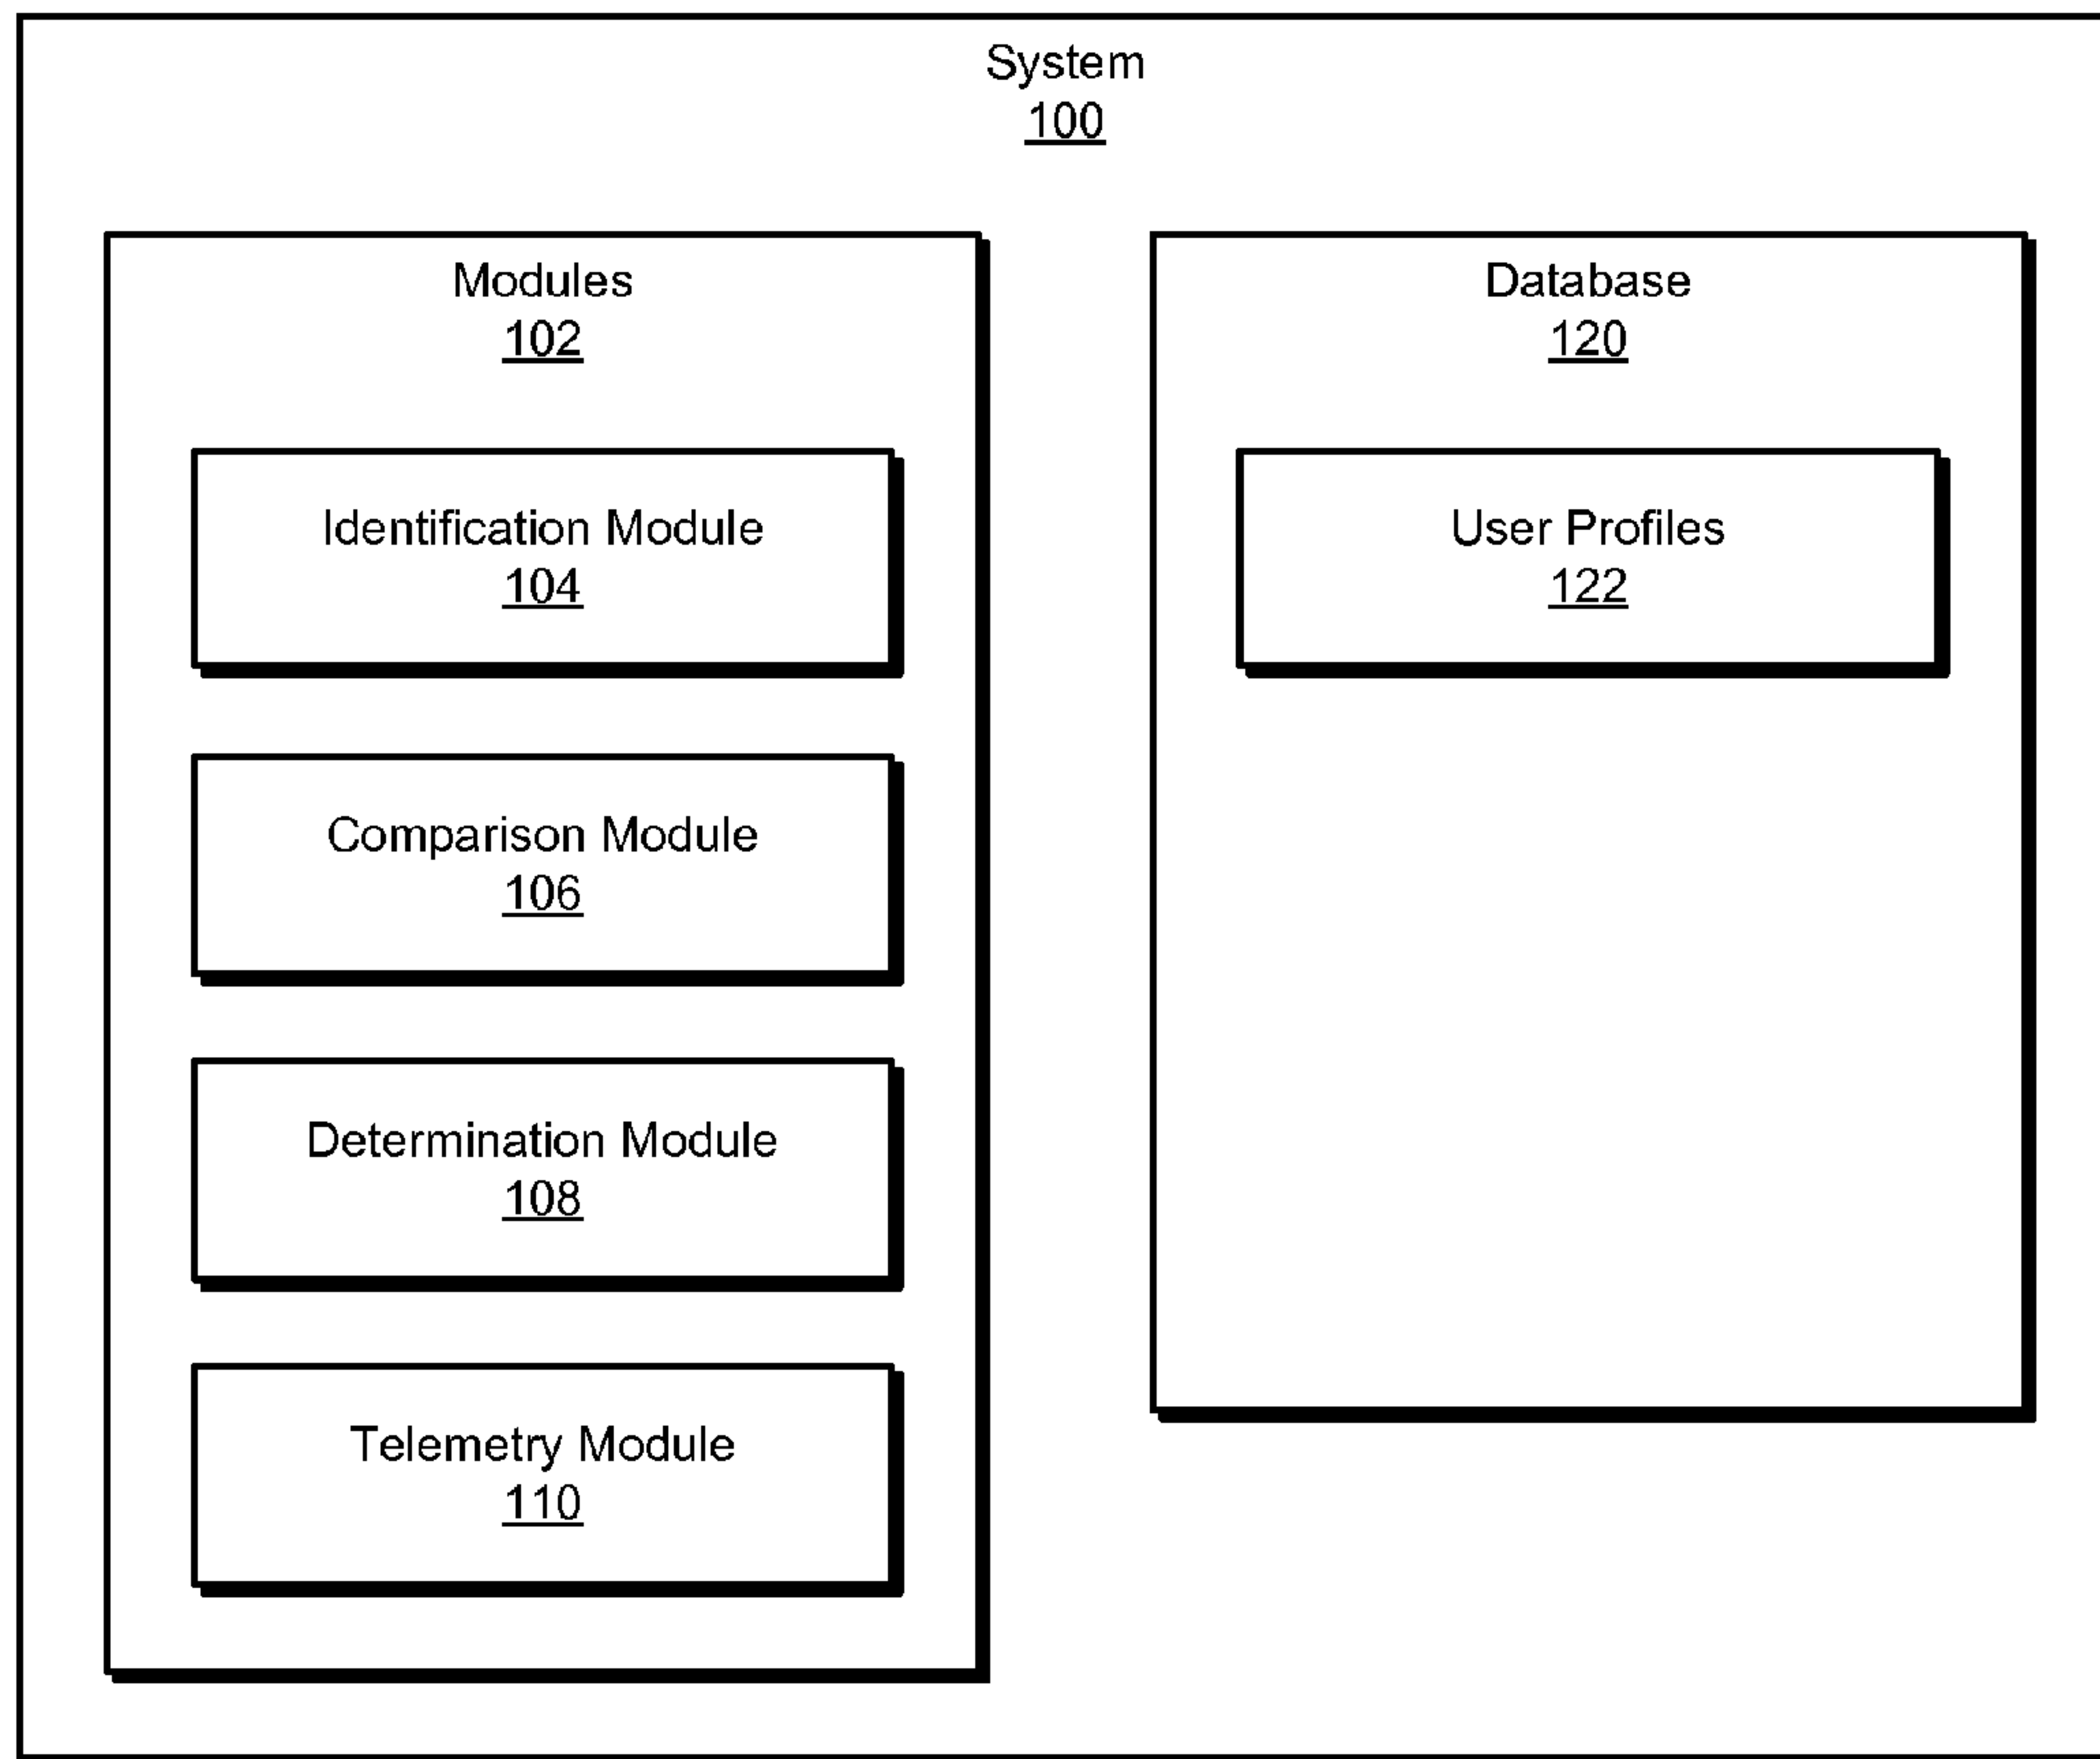 System
100
Modules
102
Identification Module
104
Comparison Module
106
Determination Module
108
Telemetry Module
110
Database
120
User Profiles
122